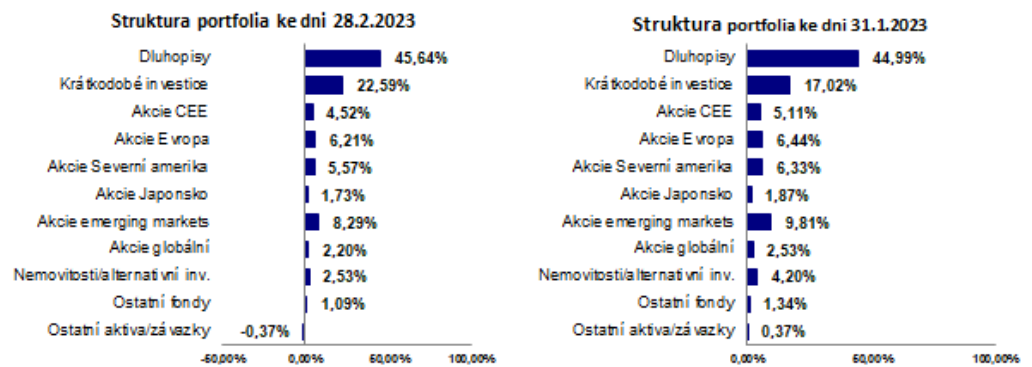 Struktura portfolia ke dni 28.2.2023
Dluhopisy 45,64%
Krátkodobé investice 22,59%
Akcie CEE 4,52%
Akcie Evropa 6,21%
Akcie Severní amerika 5,57%
Akcie Japonsko 1,73%
Akcie emerging markets 8,29%
Akcie globální 2,20%
Nemovitosti/alternativní inv. 2,53%
Ostatní fondy 1,09%
Ostatní aktiva/závazky -0,37%
-50,00% 0,00% 50,00% 100,00%
Struktura portfolia ke dni 31.1.2023
Dluhopisy 44,99%
Krátkodobé investice 17,02%
Akcie CEE 5,11%
Akcie Evropa 6,44%
Akcie Severní amerika 6,33%
Akcie Japonsko 1,87%
Akcie emerging markets 9,81%
Akcie globální 2,53%
Nemovitosti/alternativní inv. 4,20%
Ostatní fondy 1,34%
Ostatní aktiva/závazky 0,37%
0,00% 50,00% 100,00%